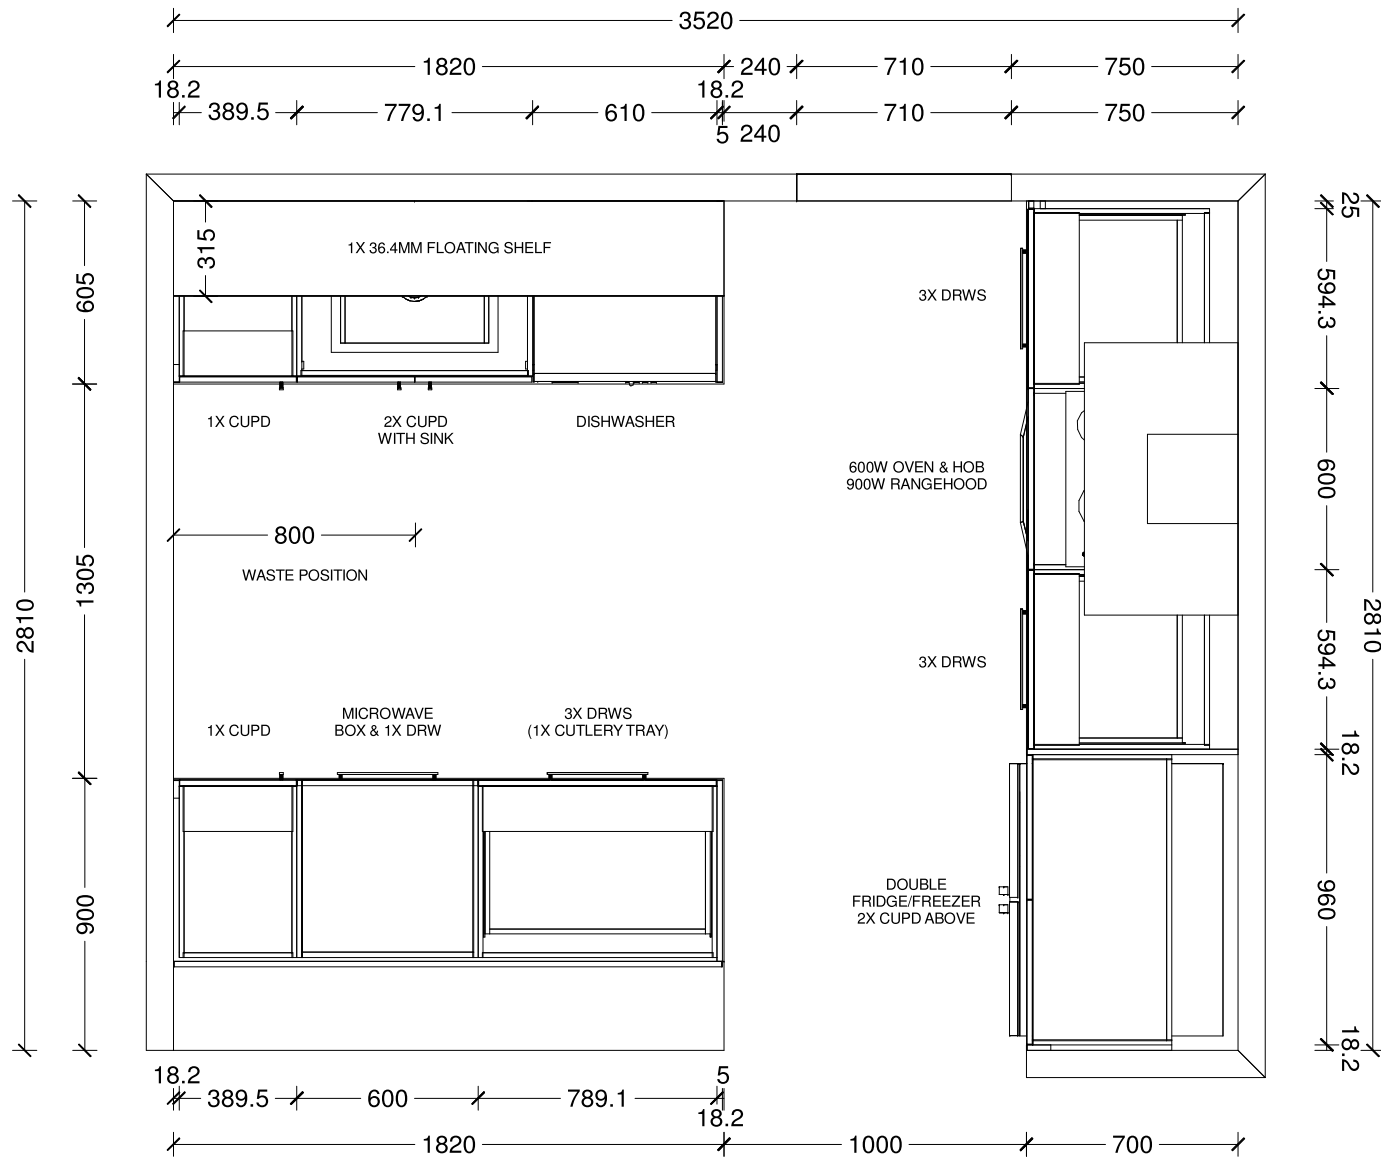 3520
1820
240
710
750
18.2
18.2
389.5
779.1
610
710
750
5
240
25
315
1X 36.4MM FLOATING SHELF
605
594.3
3X DRWS
1X CUPD
2X CUPD
WITH SINK
DISHWASHER
600W OVEN & HOB
900W RANGEHOOD
600
800
WASTE POSITION
1305
2810
2810
594.3
3X DRWS
1X CUPD
MICROWAVE
BOX & 1X DRW
3X DRWS
(1X CUTLERY TRAY)
18.2
900
DOUBLE
FRIDGE/FREEZER
2X CUPD ABOVE
960
18.2
18.2
5
389.5
600
789.1
18.2
1820
1000
700